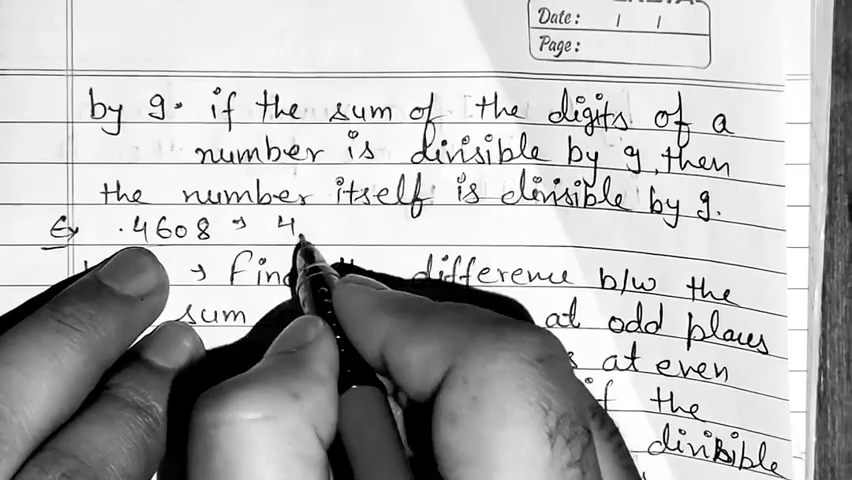 Date: / /
Page:
by 9. if the sum of the digits of a
number is divisible by 9, then
the number itself is divisible by 9.
Ex .4608 → 4
→ Find difference b/w the
sum at odd places
at even
if the
divisible